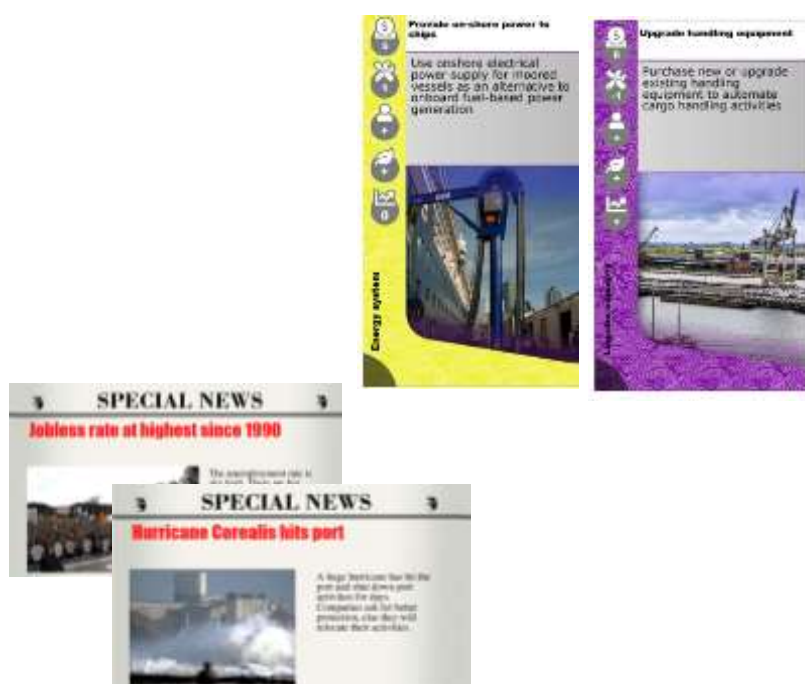 Provide on-shore power to
ships
Use onshore electrical
power supply for moored
vessels as an alternative to
onboard fuel-based power
generation
Energy system
Upgrade handling equipment
Purchase new or upgrade
existing handling
equipment to automate
cargo handling activities
SPECIAL NEWS
Jobless rate at highest since 1990
The unemployment rate is
SPECIAL NEWS
Hurricane Corealis hits port
A huge hurricane has hit the
port and shut down port
activities for days.
Companies ask for better
protection, else they will
relocate their activities.